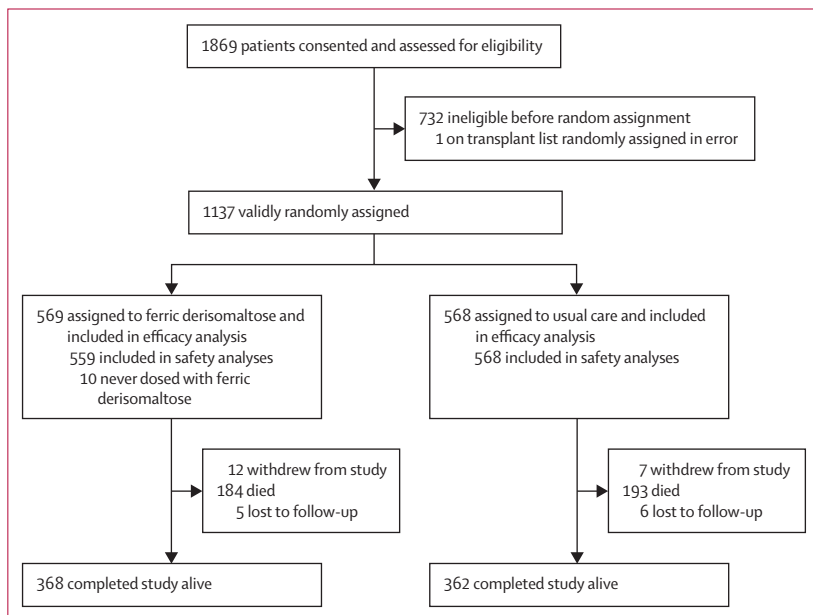 1869 patients consented and assessed for eligibility
732 ineligible before random assignment
1 on transplant list randomly assigned in error
1137 validly randomly assigned
569 assigned to ferric derisomaltose and
included in efficacy analysis
559 included in safety analyses
10 never dosed with ferric
derisomaltose
568 assigned to usual care and included
in efficacy analysis
568 included in safety analyses
12 withdrew from study
184 died
5 lost to follow-up
7 withdrew from study
193 died
6 lost to follow-up
368 completed study alive
362 completed study alive